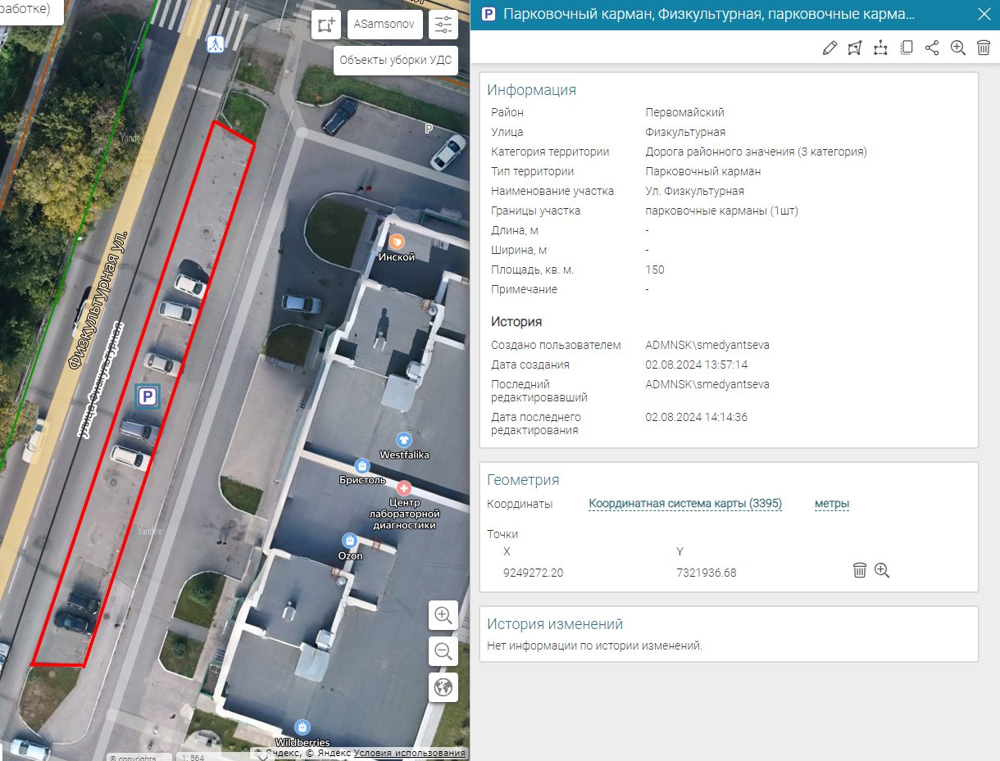 работке)
ASamsonov
Объекты уборки УДС
Yandex
P
Физкультурная ул.
улица Физкультурная
P
Инской
Westfalika
Бристоль
Центр
лабораторной
диагностики
Yandex
Ozon
Wildberries
© Яндекс, © Яндекс Условия использования
© copyrights
1: 564
P Парковочный карман, Физкультурная, парковочные карма...
Информация
Район Первомайский
Улица Физкультурная
Категория территории Дорога районного значения (3 категория)
Тип территории Парковочный карман
Наименование участка Ул. Физкультурная
Границы участка парковочные карманы (1шт)
Длина, м -
Ширина, м -
Площадь, кв. м. 150
Примечание -
История
Создано пользователем ADMNSK\smedyantseva
Дата создания 02.08.2024 13:57:14
Последний ADMNSK\smedyantseva
редактировавший
Дата последнего 02.08.2024 14:14:36
редактирования
Геометрия
Координаты Координатная система карты (3395) метры
Точки
X Y
9249272.20 7321936.68
История изменений
Нет информации по истории изменений.